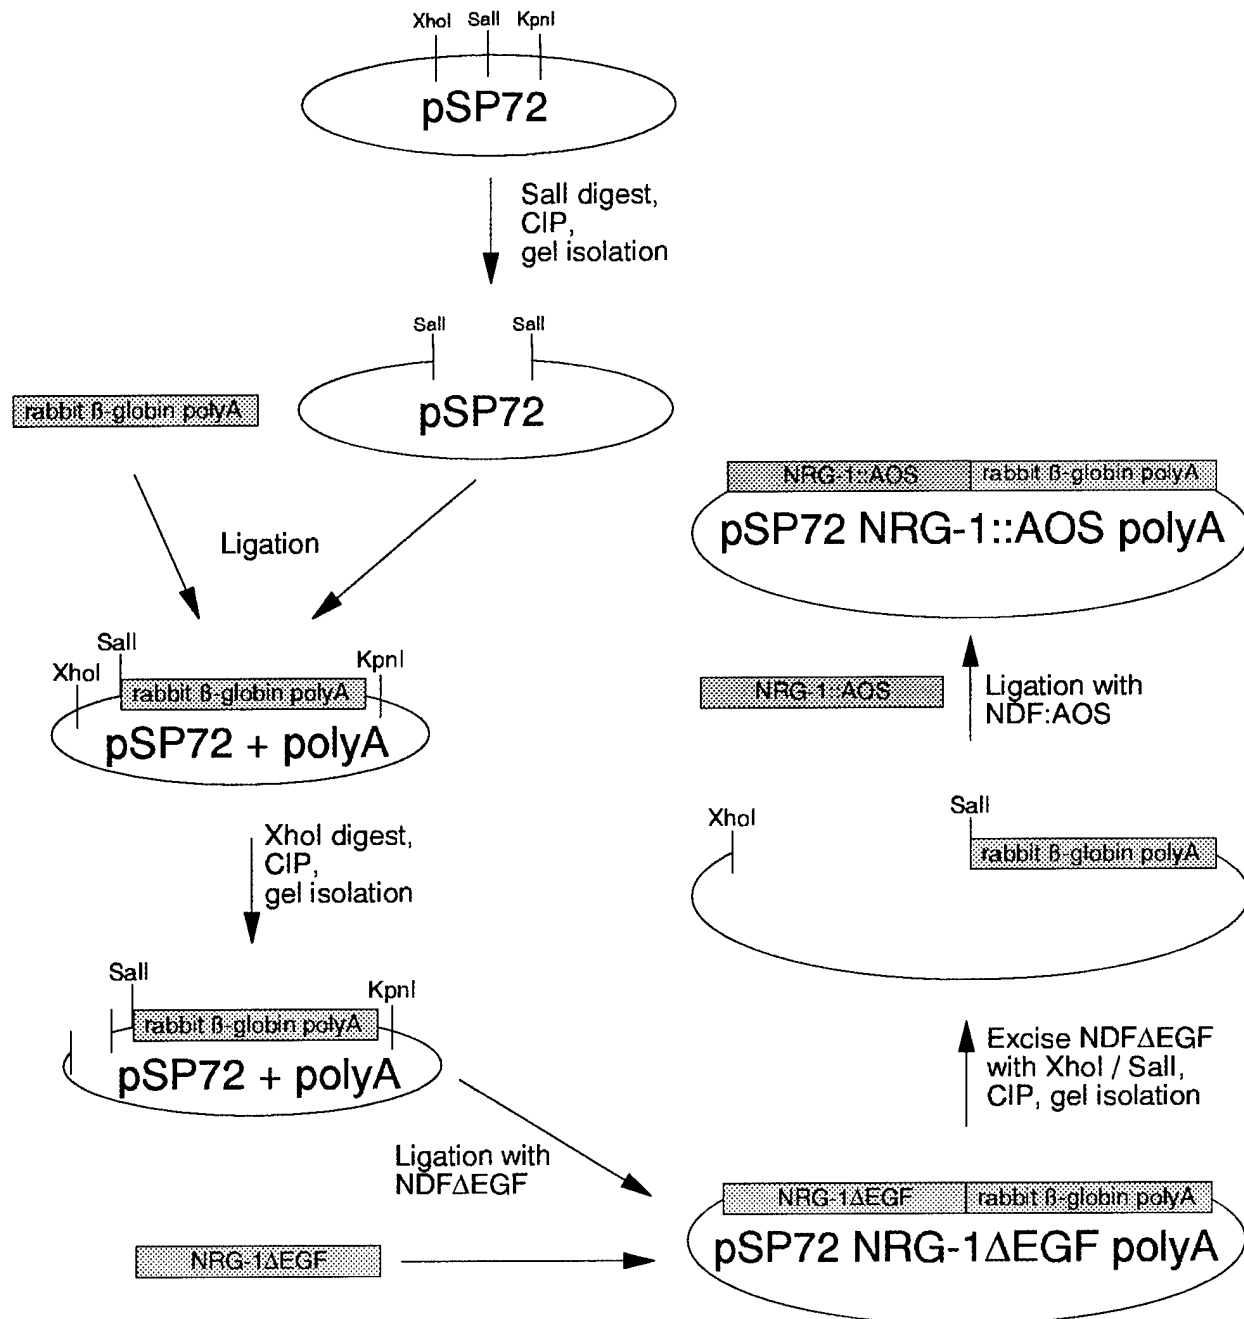 XhoI SalI KpnI
pSP72
SalI digest,
CIP,
gel isolation
SalI SalI
rabbit ß-globin polyA
pSP72
Ligation
SalI
XhoI
KpnI
rabbit ß-globin polyA
pSP72 + polyA
XhoI digest,
CIP,
gel isolation
SalI
KpnI
rabbit ß-globin polyA
pSP72 + polyA
Ligation with
NDFΔEGF
NRG-1ΔEGF
NRG-1ΔEGF rabbit ß-globin polyA
pSP72 NRG-1ΔEGF polyA
Excise NDFΔEGF
with XhoI / SalI,
CIP, gel isolation
XhoI
SalI
rabbit ß-globin polyA
NRG-1::AOS
Ligation with
NDF:AOS
NRG-1::AOS rabbit ß-globin polyA
pSP72 NRG-1::AOS polyA